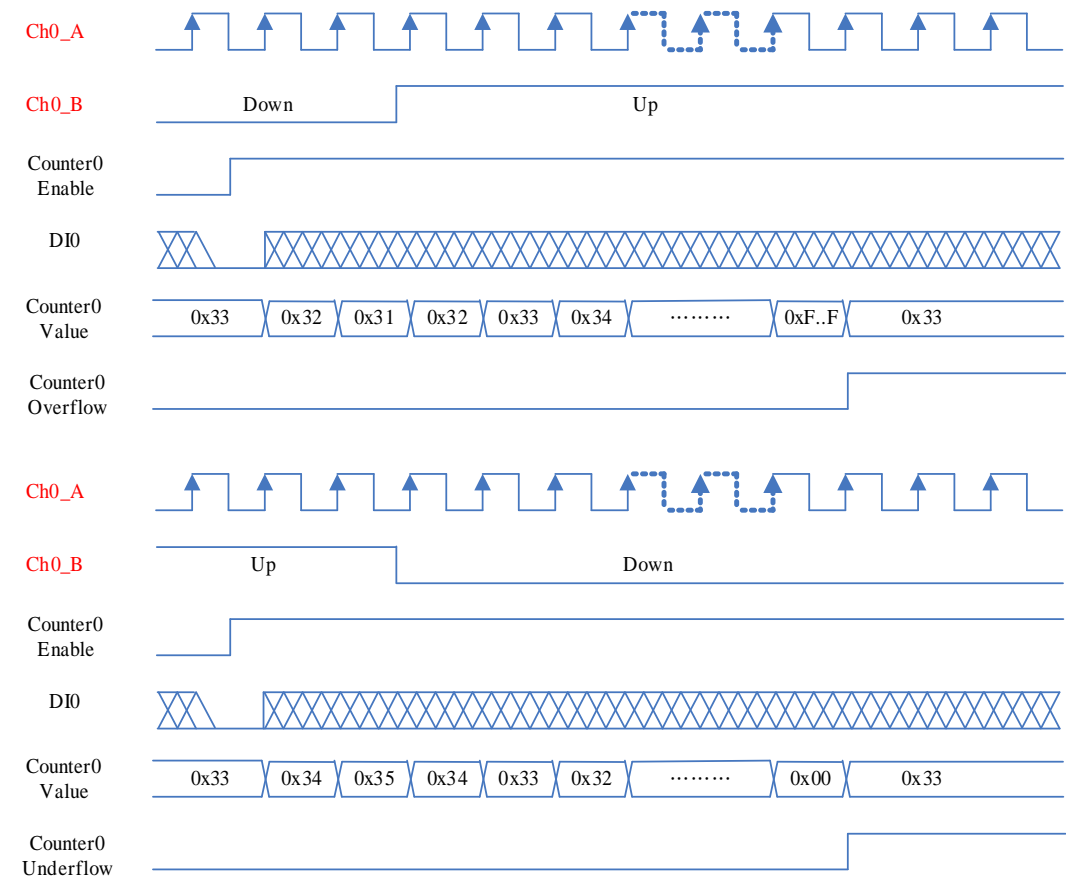 Ch0_A
Ch0_B Down Up
Counter0
Enable
DI0
Counter0
Value
0x33 0x32 0x31 0x32 0x33 0x34 ……… 0xF..F 0x33
Counter0
Overflow
Ch0_A
Ch0_B Up Down
Counter0
Enable
DI0
Counter0
Value
0x33 0x34 0x35 0x34 0x33 0x32 ……… 0x00 0x33
Counter0
Underflow